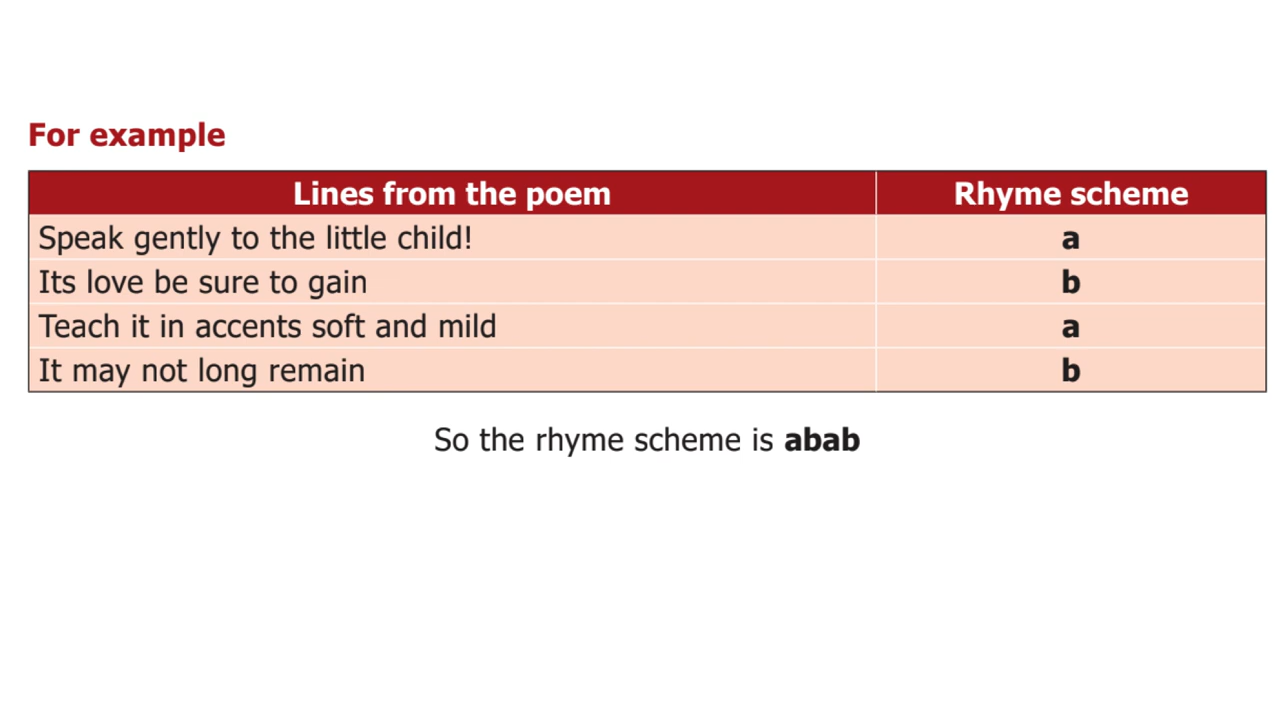 For example
Lines from the poem Rhyme scheme
Speak gently to the little child! a
Its love be sure to gain b
Teach it in accents soft and mild a
It may not long remain b
So the rhyme scheme is abab